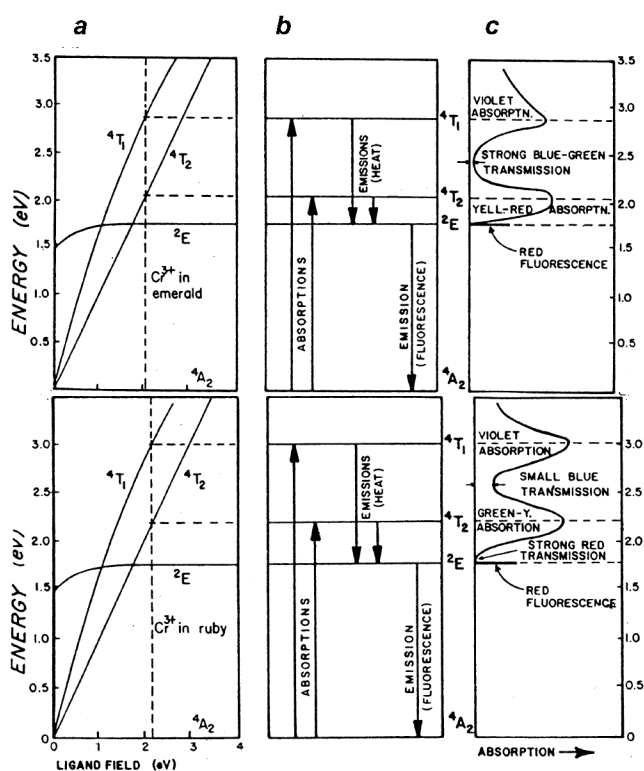 a
b
c
3.5
3.0
2.5
2.0
1.5
1.0
0.5
ENERGY (eV)
⁴T₁
⁴T₂
²E
Cr³⁺ in
emerald
⁴A₂
ABSORPTIONS
EMISSIONS
(HEAT)
EMISSION
(FLUORESCENCE)
⁴T₁
⁴T₂
²E
⁴A₂
VIOLET
ABSORPTN.
STRONG BLUE-GREEN
TRANSMISSION
YELL-RED ABSORPTN.
RED
FLUORESCENCE
3.5
3.0
2.5
2.0
1.5
1.0
0.5
0
3.0
2.5
2.0
1.5
1.0
0.5
0
ENERGY (eV)
⁴T₁
⁴T₂
²E
Cr³⁺ in ruby
⁴A₂
0 1 2 3 4
LIGAND FIELD (eV)
ABSORPTIONS
EMISSIONS
(HEAT)
EMISSION
(FLUORESCENCE)
⁴T₁
⁴T₂
²E
⁴A₂
VIOLET
ABSORPTION
SMALL BLUE
TRANSMISSION
GREEN-Y.
ABSORTION
STRONG RED
TRANSMISSION
RED
FLUORESCENCE
3.0
2.5
2.0
1.5
1.0
0.5
0
ABSORPTION